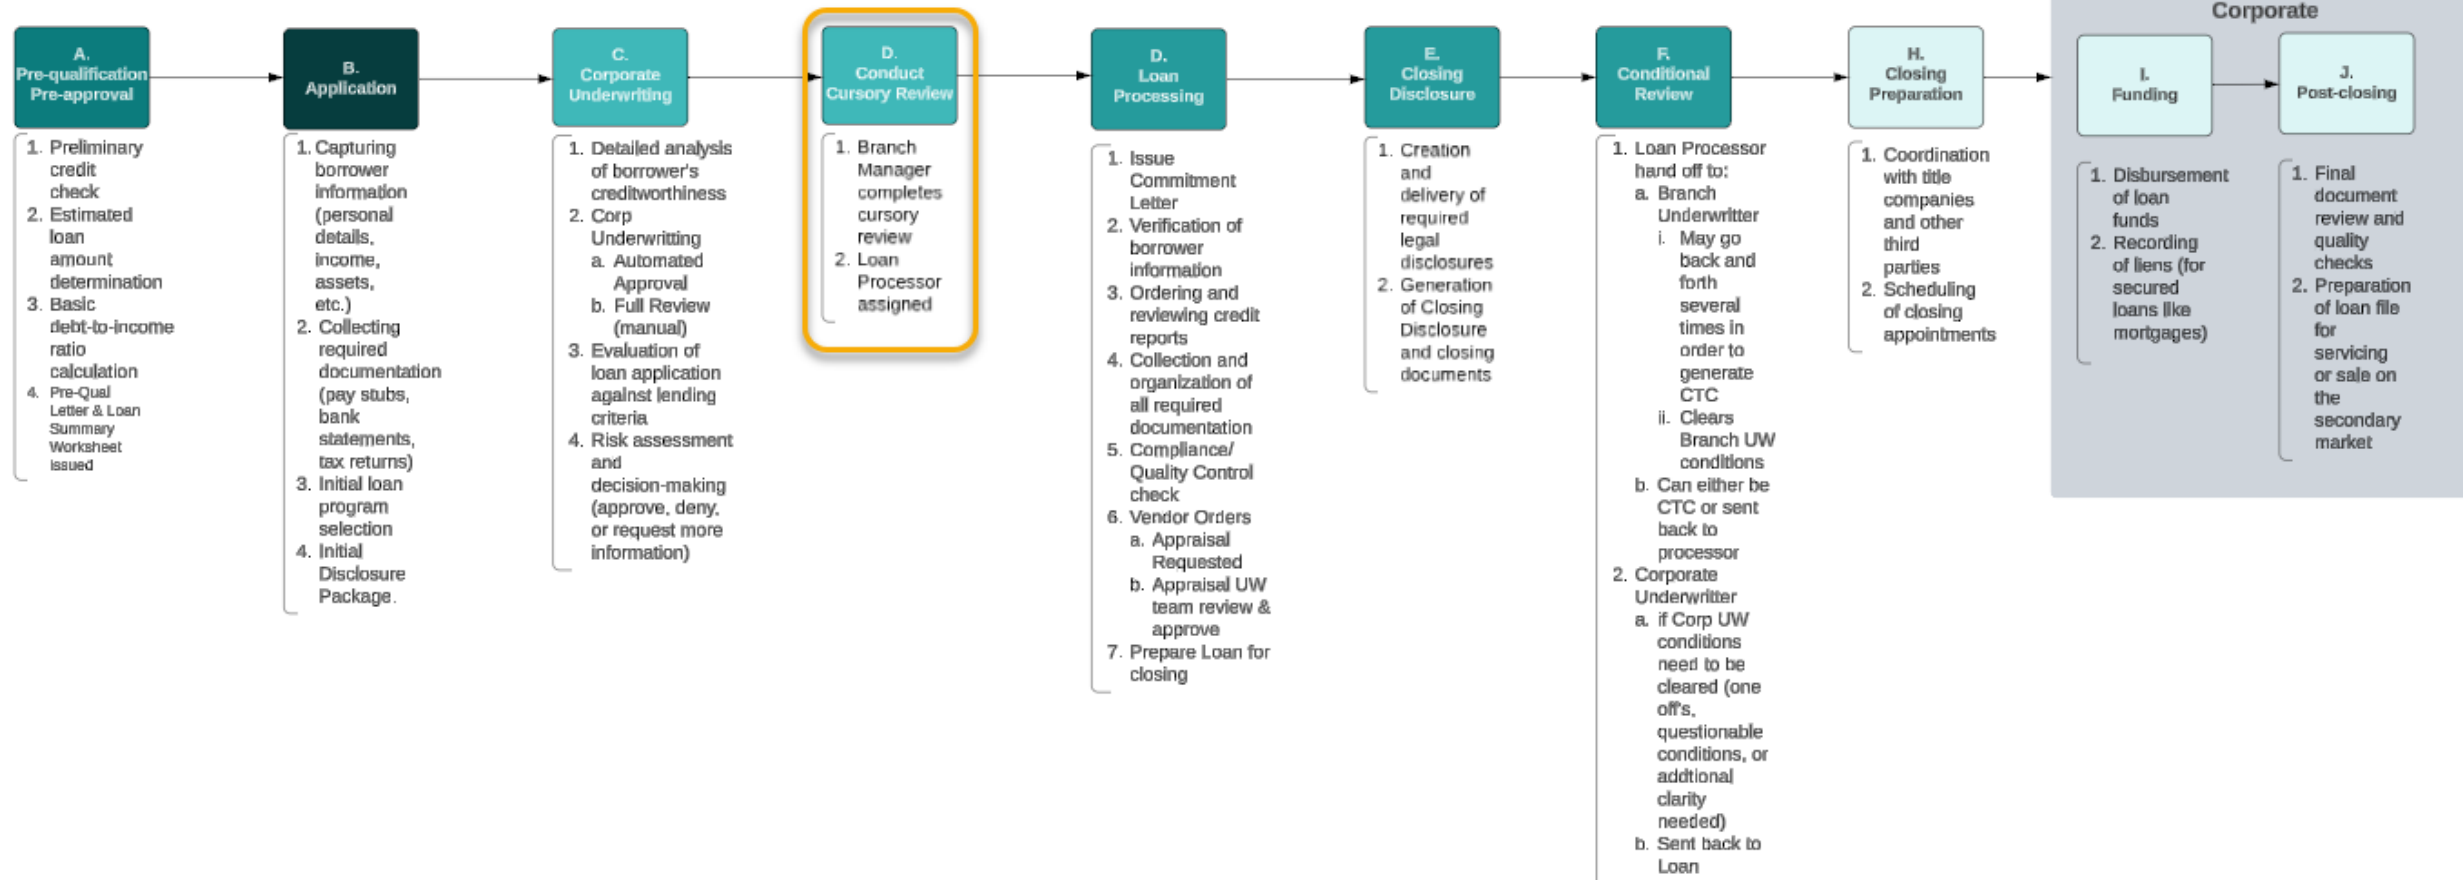 A.
Pre-qualification
Pre-approval
1. Preliminary
credit
check
2. Estimated
loan
amount
determination
3. Basic
debt-to-income
ratio
calculation
4. Pre-Qual
Letter & Loan
Summary
Worksheet
issued
B.
Application
1. Capturing
borrower
information
(personal
details,
income,
assets,
etc.)
2. Collecting
required
documentation
(pay stubs,
bank
statements,
tax returns)
3. Initial loan
program
selection
4. Initial
Disclosure
Package.
C.
Corporate
Underwriting
1. Detailed analysis
of borrower's
creditworthiness
2. Corp
Underwritting
a. Automated
Approval
b. Full Review
(manual)
3. Evaluation of
loan application
against lending
criteria
4. Risk assessment
and
decision-making
(approve, deny,
or request more
information)
D.
Conduct
Cursory Review
1. Branch
Manager
completes
cursory
review
2. Loan
Processor
assigned
D.
Loan
Processing
1. Issue
Commitment
Letter
2. Verification of
borrower
information
3. Ordering and
reviewing credit
reports
4. Collection and
organization of
all required
documentation
5. Compliance/
Quality Control
check
6. Vendor Orders
a. Appraisal
Requested
b. Appraisal UW
team review &
approve
7. Prepare Loan for
closing
E.
Closing
Disclosure
1. Creation
and
delivery of
required
legal
disclosures
2. Generation
of Closing
Disclosure
and closing
documents
F.
Conditional
Review
1. Loan Processor
hand off to:
a. Branch
Underwritter
i. May go
back and
forth
several
times in
order to
generate
CTC
ii. Clears
Branch UW
conditions
b. Can either be
CTC or sent
back to
processor
2. Corporate
Underwritter
a. if Corp UW
conditions
need to be
cleared (one
off's,
questionable
conditions, or
addtional
clarity
needed)
b. Sent back to
Loan
H.
Closing
Preparation
1. Coordination
with title
companies
and other
third
parties
2. Scheduling
of closing
appointments
Corporate
I.
Funding
1. Disbursement
of loan
funds
2. Recording
of liens (for
secured
loans like
mortgages)
J.
Post-closing
1. Final
document
review and
quality
checks
2. Preparation
of loan file
for
servicing
or sale on
the
secondary
market